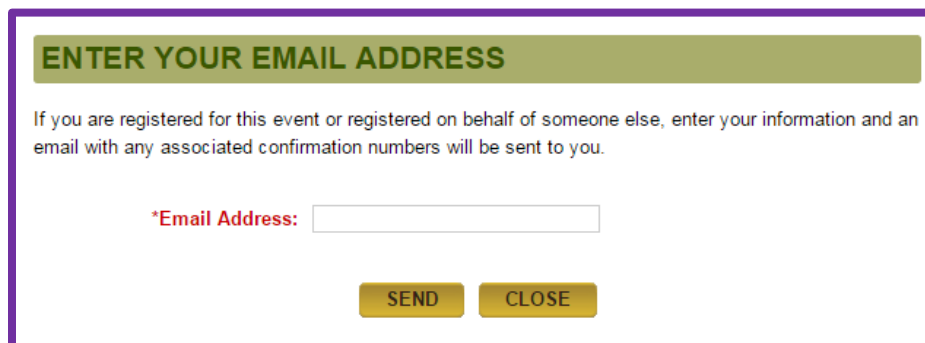 ENTER YOUR EMAIL ADDRESS
If you are registered for this event or registered on behalf of someone else, enter your information and an
email with any associated confirmation numbers will be sent to you.
*Email Address:
SEND CLOSE